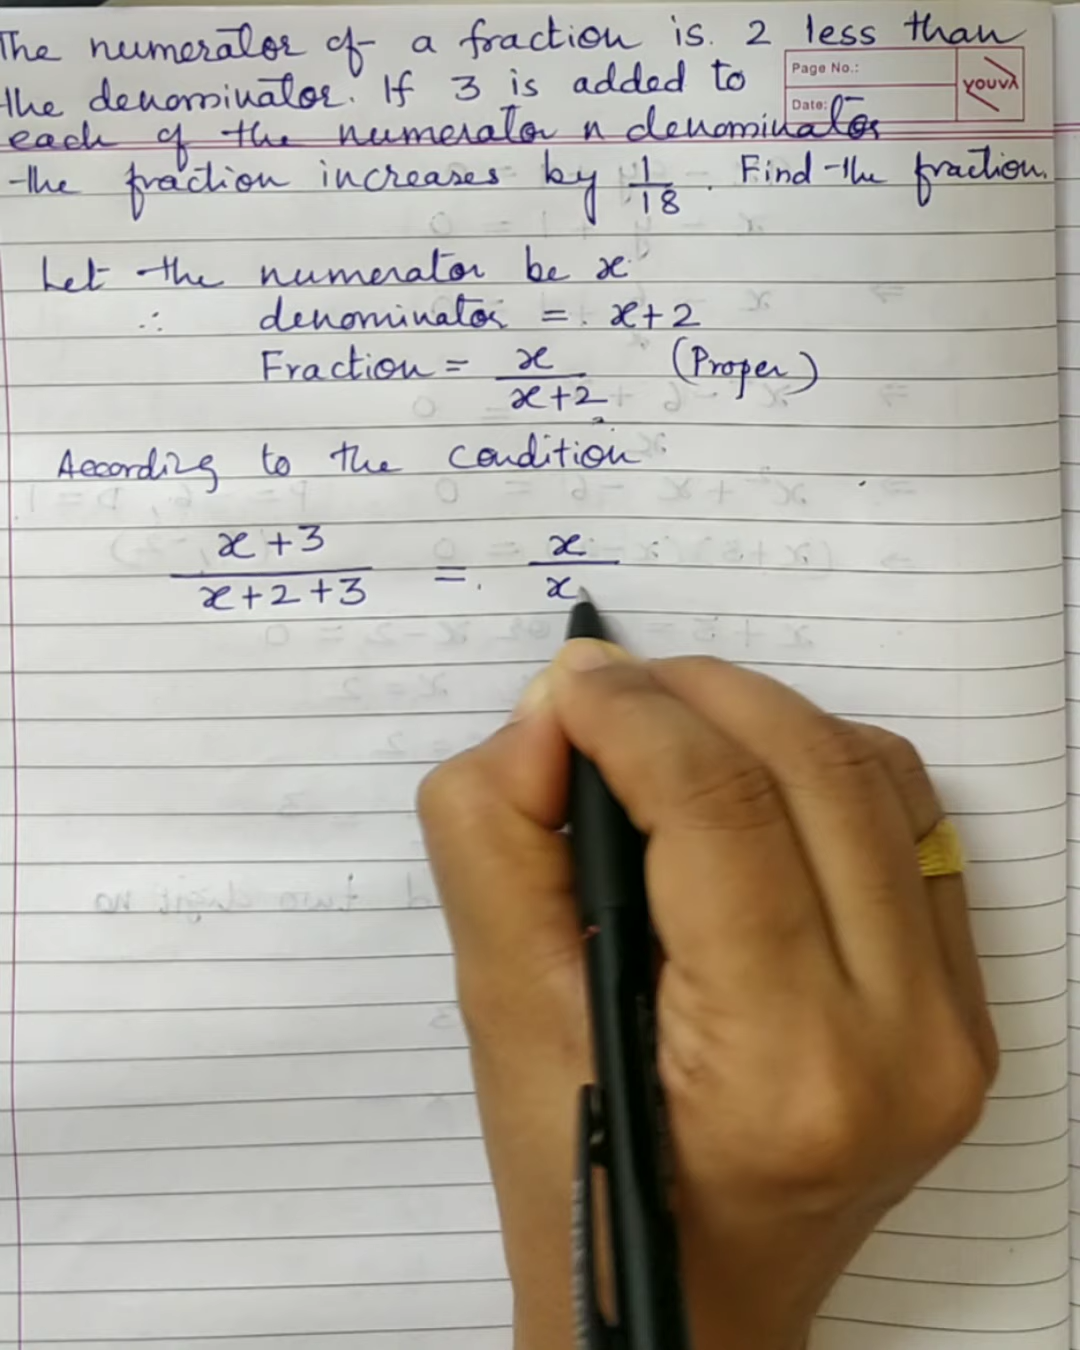 The numerator of a fraction is 2 less than
the denominator. If 3 is added to
Page No.:
Date:
youva
each of the numerator n denominator
the fraction increases by 1/18. Find the fraction.
Let the numerator be x
∴ denominator = x+2
Fraction = x/x+2 (Proper)
According to the condition
x+3/x+2+3 = x/x